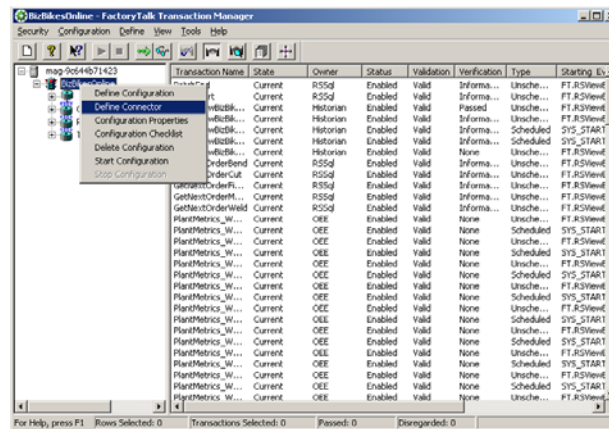 BizBikesOnline - FactoryTalk Transaction Manager
Security Configuration Define View Tools Help
mag-9c644b71423
BizBikesOnline
Define Configuration
Define Connector
Configuration Properties
Configuration Checklist
Delete Configuration
Start Configuration
Stop Configuration
Transaction Name State Owner Status Validation Verification Type Starting Ev
Current RSSql Enabled Valid Informa... Unsche... FT.RSViewE
rt Current RSSql Enabled Valid Informa... Unsche... FT.RSViewE
wBizBik... Current Historian Enabled Valid Passed Unsche... FT.RSViewE
wBizBik... Current Historian Enabled Valid Informa... Unsche... FT.RSViewE
wBizBik... Current Historian Enabled Valid Informa... Scheduled SYS_START
wBizBik... Current Historian Enabled Valid Informa... Scheduled SYS_START
wBizBik... Current Historian Enabled Valid None Unsche... FT.RSViewE
OrderBend Current RSSql Enabled Valid Informa... Unsche... FT.RSViewE
OrderCut Current RSSql Enabled Valid Informa... Unsche... FT.RSViewE
GetNextOrderFi... Current RSSql Enabled Valid Informa... Unsche... FT.RSViewE
GetNextOrderM... Current RSSql Enabled Valid Informa... Unsche... FT.RSViewE
GetNextOrderWeld Current RSSql Enabled Valid Informa... Unsche... FT.RSViewE
PlantMetrics_W... Current OEE Enabled Valid None Unsche... FT.RSViewE
PlantMetrics_W... Current OEE Enabled Valid None Scheduled SYS_START
PlantMetrics_W... Current OEE Enabled Valid None Unsche... FT.RSViewE
PlantMetrics_W... Current OEE Enabled Valid None Scheduled SYS_START
PlantMetrics_W... Current OEE Enabled Valid None Unsche... FT.RSViewE
PlantMetrics_W... Current OEE Enabled Valid None Scheduled SYS_START
PlantMetrics_W... Current OEE Enabled Valid None Unsche... FT.RSViewE
PlantMetrics_W... Current OEE Enabled Valid None Scheduled SYS_START
PlantMetrics_W... Current OEE Enabled Valid None Unsche... FT.RSViewE
PlantMetrics_W... Current OEE Enabled Valid None Scheduled SYS_START
PlantMetrics_W... Current OEE Enabled Valid None Unsche... FT.RSViewE
PlantMetrics_W... Current OEE Enabled Valid None Scheduled SYS_START
PlantMetrics_W... Current OEE Enabled Valid None Unsche... FT.RSViewE
For Help, press F1 Rows Selected: 0 Transactions Selected: 0 Passed: 0 Disregarded: 0